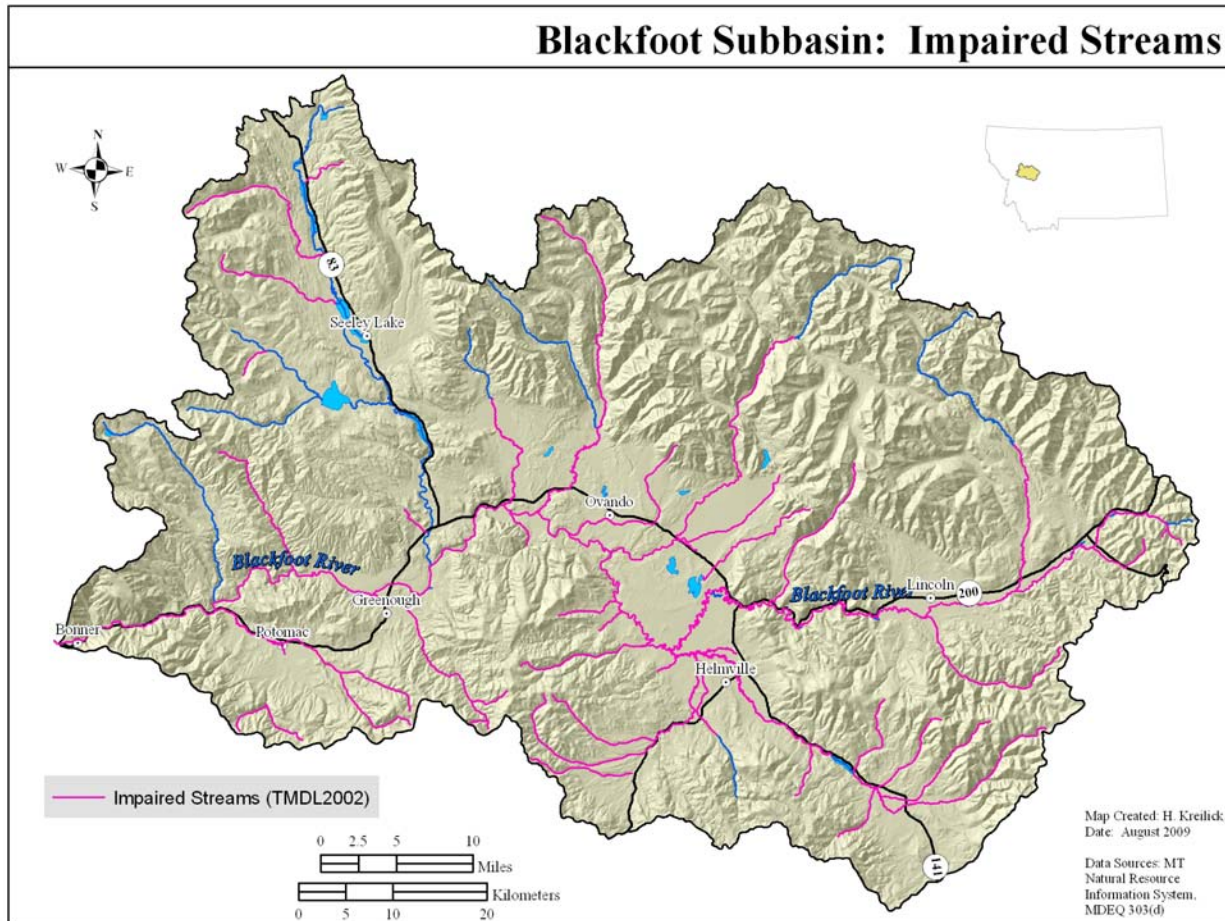 Blackfoot Subbasin: Impaired Streams
N
W E
S
83
Seeley Lake
Ovando
Blackfoot River
Greenough
Blackfoot River
Lincoln
200
Bonner
Potomac
Helmville
141
Impaired Streams (TMDL2002)
0 2.5 5 10
Miles
Kilometers
0 5 10 20
Map Created: H. Kreilick
Date: August 2009
Data Sources: MT
Natural Resource
Information System,
MDEQ 303(d)